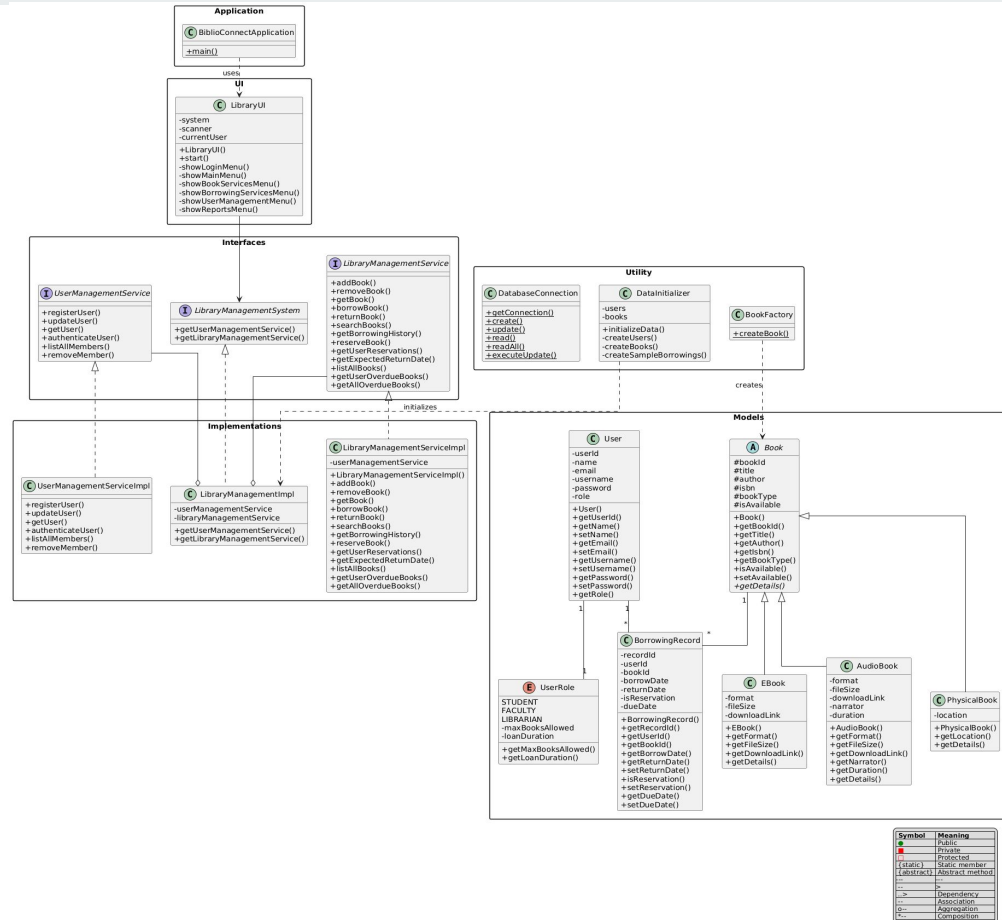 Application
C BiblioConnectApplication
+main()
uses
UI
C LibraryUI
-system
-scanner
-currentUser
+LibraryUI()
+start()
-showLoginMenu()
-showMainMenu()
-showBookServicesMenu()
-showBorrowingServicesMenu()
-showUserManagementMenu()
-showReportsMenu()
Interfaces
I UserManagementService
+registerUser()
+updateUser()
+getUser()
+authenticateUser()
+listAllMembers()
+removeMember()
I LibraryManagementSystem
+getUserManagementService()
+getLibraryManagementService()
I LibraryManagementService
+addBook()
+removeBook()
+getBook()
+borrowBook()
+returnBook()
+searchBooks()
+getBorrowingHistory()
+reserveBook()
+getUserReservations()
+getExpectedReturnDate()
+listAllBooks()
+getUserOverdueBooks()
+getAllOverdueBooks()
Utility
C DatabaseConnection
+getConnection()
+create()
+update()
+read()
+readAll()
+executeUpdate()
C DataInitializer
-users
-books
+initializeData()
-createUsers()
-createBooks()
-createSampleBorrowings()
C BookFactory
+createBook()
creates
initializes
Implementations
C UserManagementServiceImpl
+registerUser()
+updateUser()
+getUser()
+authenticateUser()
+listAllMembers()
+removeMember()
C LibraryManagementImpl
-userManagementService
-libraryManagementService
+getUserManagementService()
+getLibraryManagementService()
C LibraryManagementServiceImpl
-userManagementService
+LibraryManagementServiceImpl()
+addBook()
+removeBook()
+getBook()
+borrowBook()
+returnBook()
+searchBooks()
+getBorrowingHistory()
+reserveBook()
+getUserReservations()
+getExpectedReturnDate()
+listAllBooks()
+getUserOverdueBooks()
+getAllOverdueBooks()
Models
C User
-userId
-name
-email
-username
-password
-role
+User()
+getUserId()
+getName()
+setName()
+getEmail()
+setEmail()
+getUsername()
+setUsername()
+getPassword()
+setPassword()
+getRole()
A Book
#bookId
#title
#author
#isbn
#bookType
#isAvailable
+Book()
+getBookId()
+getTitle()
+getAuthor()
+getIsbn()
+getBookType()
+isAvailable()
+setAvailable()
+getDetails()
1
1
1
*
*
1
E UserRole
STUDENT
FACULTY
LIBRARIAN
-maxBooksAllowed
-loanDuration
+getMaxBooksAllowed()
+getLoanDuration()
C BorrowingRecord
-recordId
-userId
-bookId
-borrowDate
-returnDate
-isReservation
-dueDate
+BorrowingRecord()
+getRecordId()
+getUserId()
+getBookId()
+getBorrowDate()
+getReturnDate()
+setReturnDate()
+isReservation()
+setReservation()
+getDueDate()
+setDueDate()
C EBook
-format
-fileSize
-downloadLink
+EBook()
+getFormat()
+getFileSize()
+getDownloadLink()
+getDetails()
C AudioBook
-format
-fileSize
-downloadLink
-narrator
-duration
+AudioBook()
+getFormat()
+getFileSize()
+getDownloadLink()
+getNarrator()
+getDuration()
+getDetails()
C PhysicalBook
-location
+PhysicalBook()
+getLocation()
+getDetails()
Symbol Meaning
Public
Private
Protected
{static} Static member
{abstract} Abstract method
--- ---
-- >
..> Dependency
-- Association
o-- Aggregation
*-- Composition